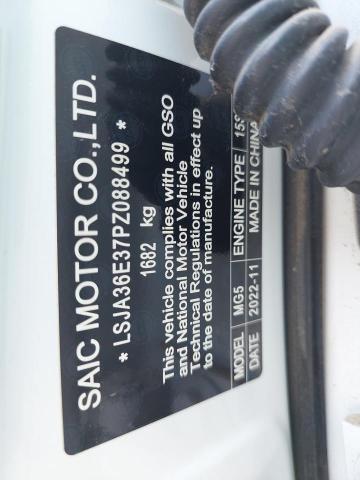 SAIC MOTOR CO.,LTD.
* LSJA36E37PZ088499 *
1682 kg
This vehicle complies with all GSO
and National Motor Vehicle
Technical Regulations in effect up
to the date of manufacture.
MODEL MG5 ENGINE TYPE
DATE 2022-11 MADE IN CHINA